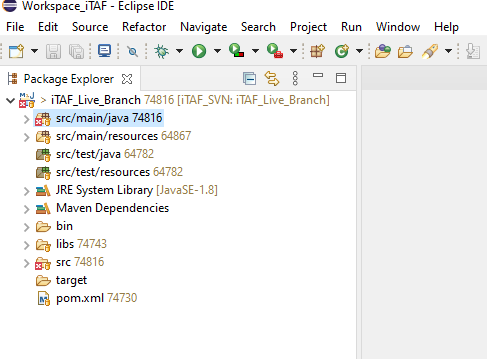 Workspace_iTAF - Eclipse IDE
File Edit Source Refactor Navigate Search Project Run Window Help
Package Explorer
> iTAF_Live_Branch 74816 [iTAF_SVN: iTAF_Live_Branch]
src/main/java 74816
src/main/resources 64867
src/test/java 64782
src/test/resources 64782
JRE System Library [JavaSE-1.8]
Maven Dependencies
bin
libs 74743
src 74816
target
pom.xml 74730